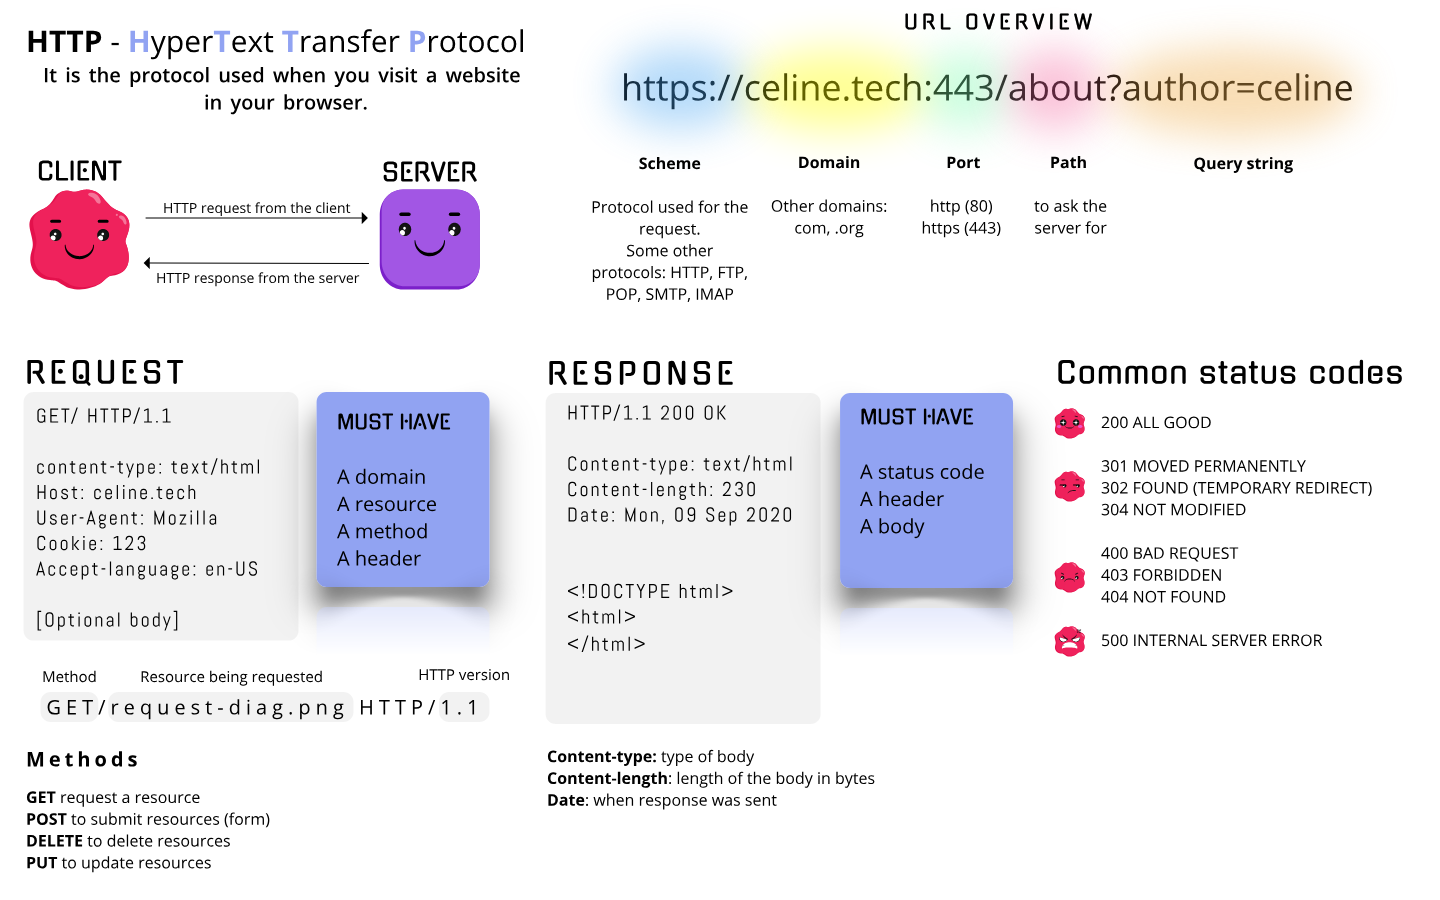 HTTP - HyperText Transfer Protocol
It is the protocol used when you visit a website
in your browser.
CLIENT
SERVER
HTTP request from the client
HTTP response from the server
URL OVERVIEW
https://celine.tech:443/about?author=celine
Scheme
Protocol used for the
request.
Some other
protocols: HTTP, FTP,
POP, SMTP, IMAP
Domain
Other domains:
com, .org
Port
http (80)
https (443)
Path
to ask the
server for
Query string
REQUEST
GET/ HTTP/1.1
content-type: text/html
Host: celine.tech
User-Agent: Mozilla
Cookie: 123
Accept-language: en-US
[Optional body]
MUST HAVE
A domain
A resource
A method
A header
Method
Resource being requested
HTTP version
GET/request-diag.png HTTP/1.1
Methods
GET request a resource
POST to submit resources (form)
DELETE to delete resources
PUT to update resources
RESPONSE
HTTP/1.1 200 OK
Content-type: text/html
Content-length: 230
Date: Mon, 09 Sep 2020
<!DOCTYPE html>
<html>
</html>
MUST HAVE
A status code
A header
A body
Content-type: type of body
Content-length: length of the body in bytes
Date: when response was sent
Common status codes
200 ALL GOOD
301 MOVED PERMANENTLY
302 FOUND (TEMPORARY REDIRECT)
304 NOT MODIFIED
400 BAD REQUEST
403 FORBIDDEN
404 NOT FOUND
500 INTERNAL SERVER ERROR